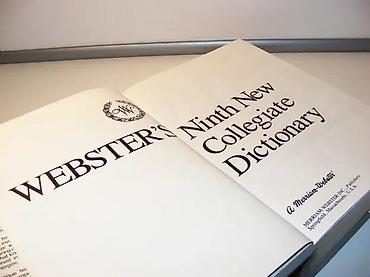 WEBSTER'S
Ninth New
Collegiate
Dictionary
a Merriam-Webster
MERRIAM-WEBSTER INC., Publishers
Springfield, Massachusetts, U.S.A.